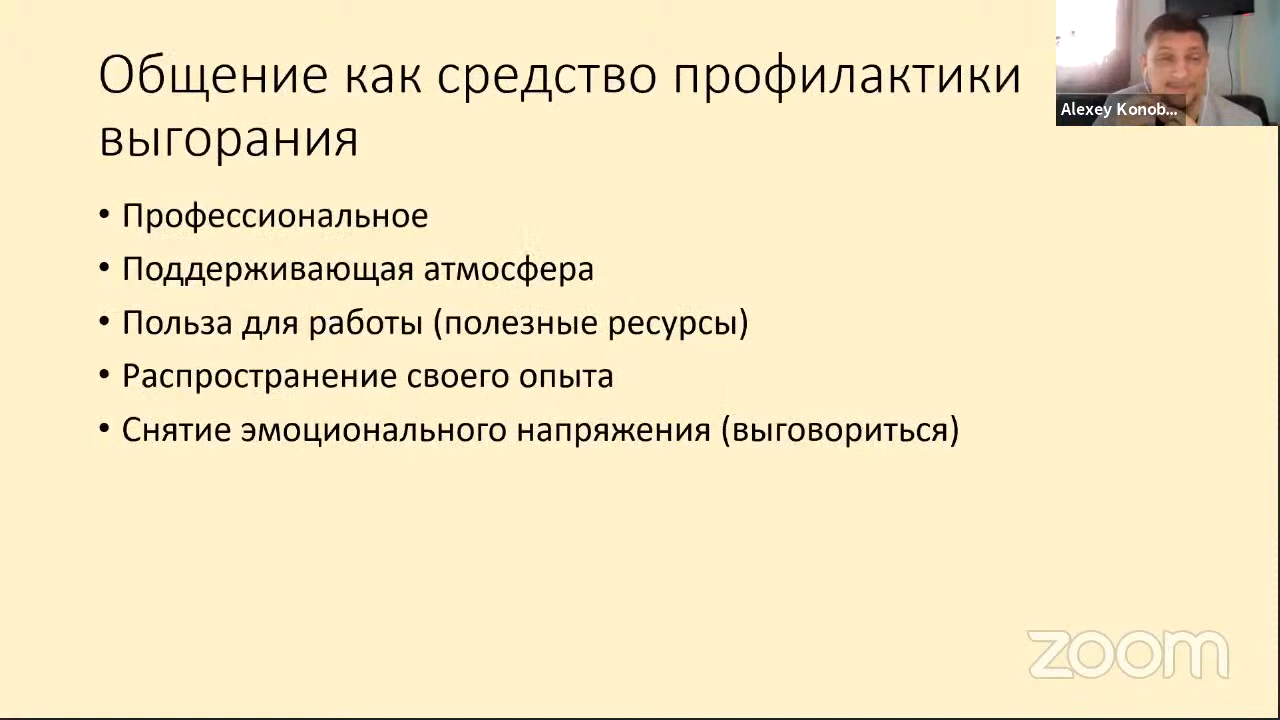 Общение как средство профилактики
выгорания
• Профессиональное
• Поддерживающая атмосфера
• Польза для работы (полезные ресурсы)
• Распространение своего опыта
• Снятие эмоционального напряжения (выговориться)
Alexey Konob...
zoom